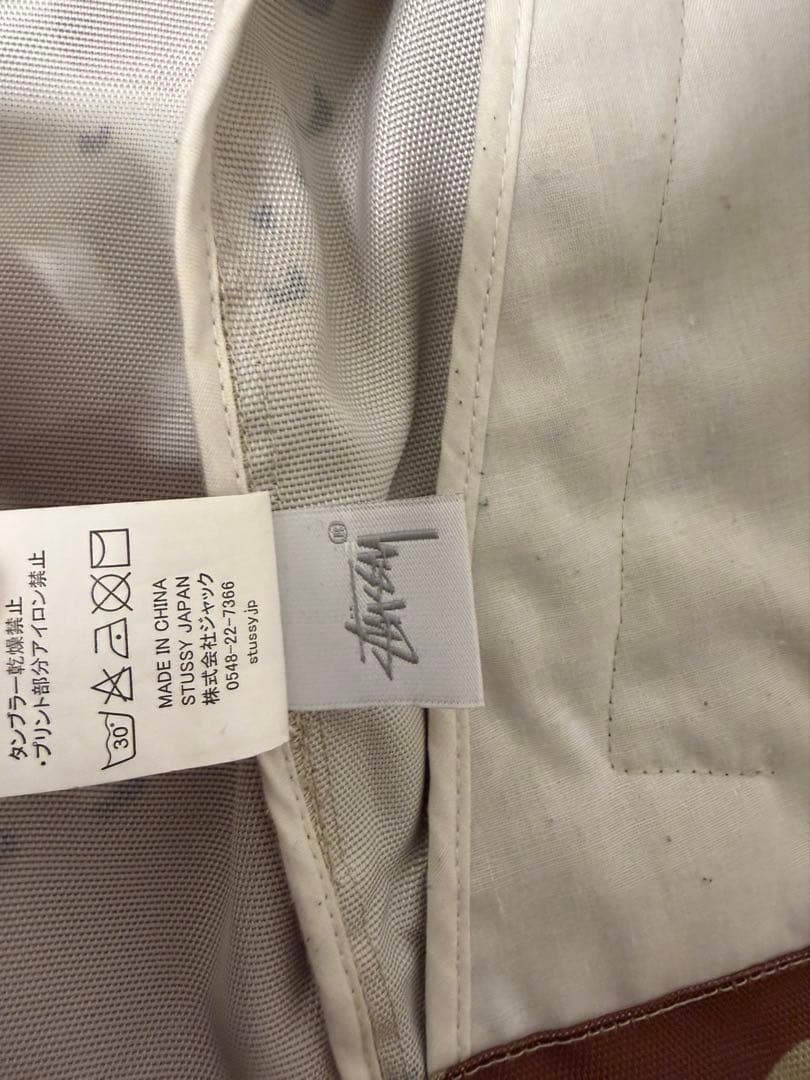 タンブラー乾燥禁止
・プリント部分アイロン禁止
30°
MADE IN CHINA
STUSSY JAPAN
株式会社ジャック
0548-22-7366
stussy.jp
Stüssy